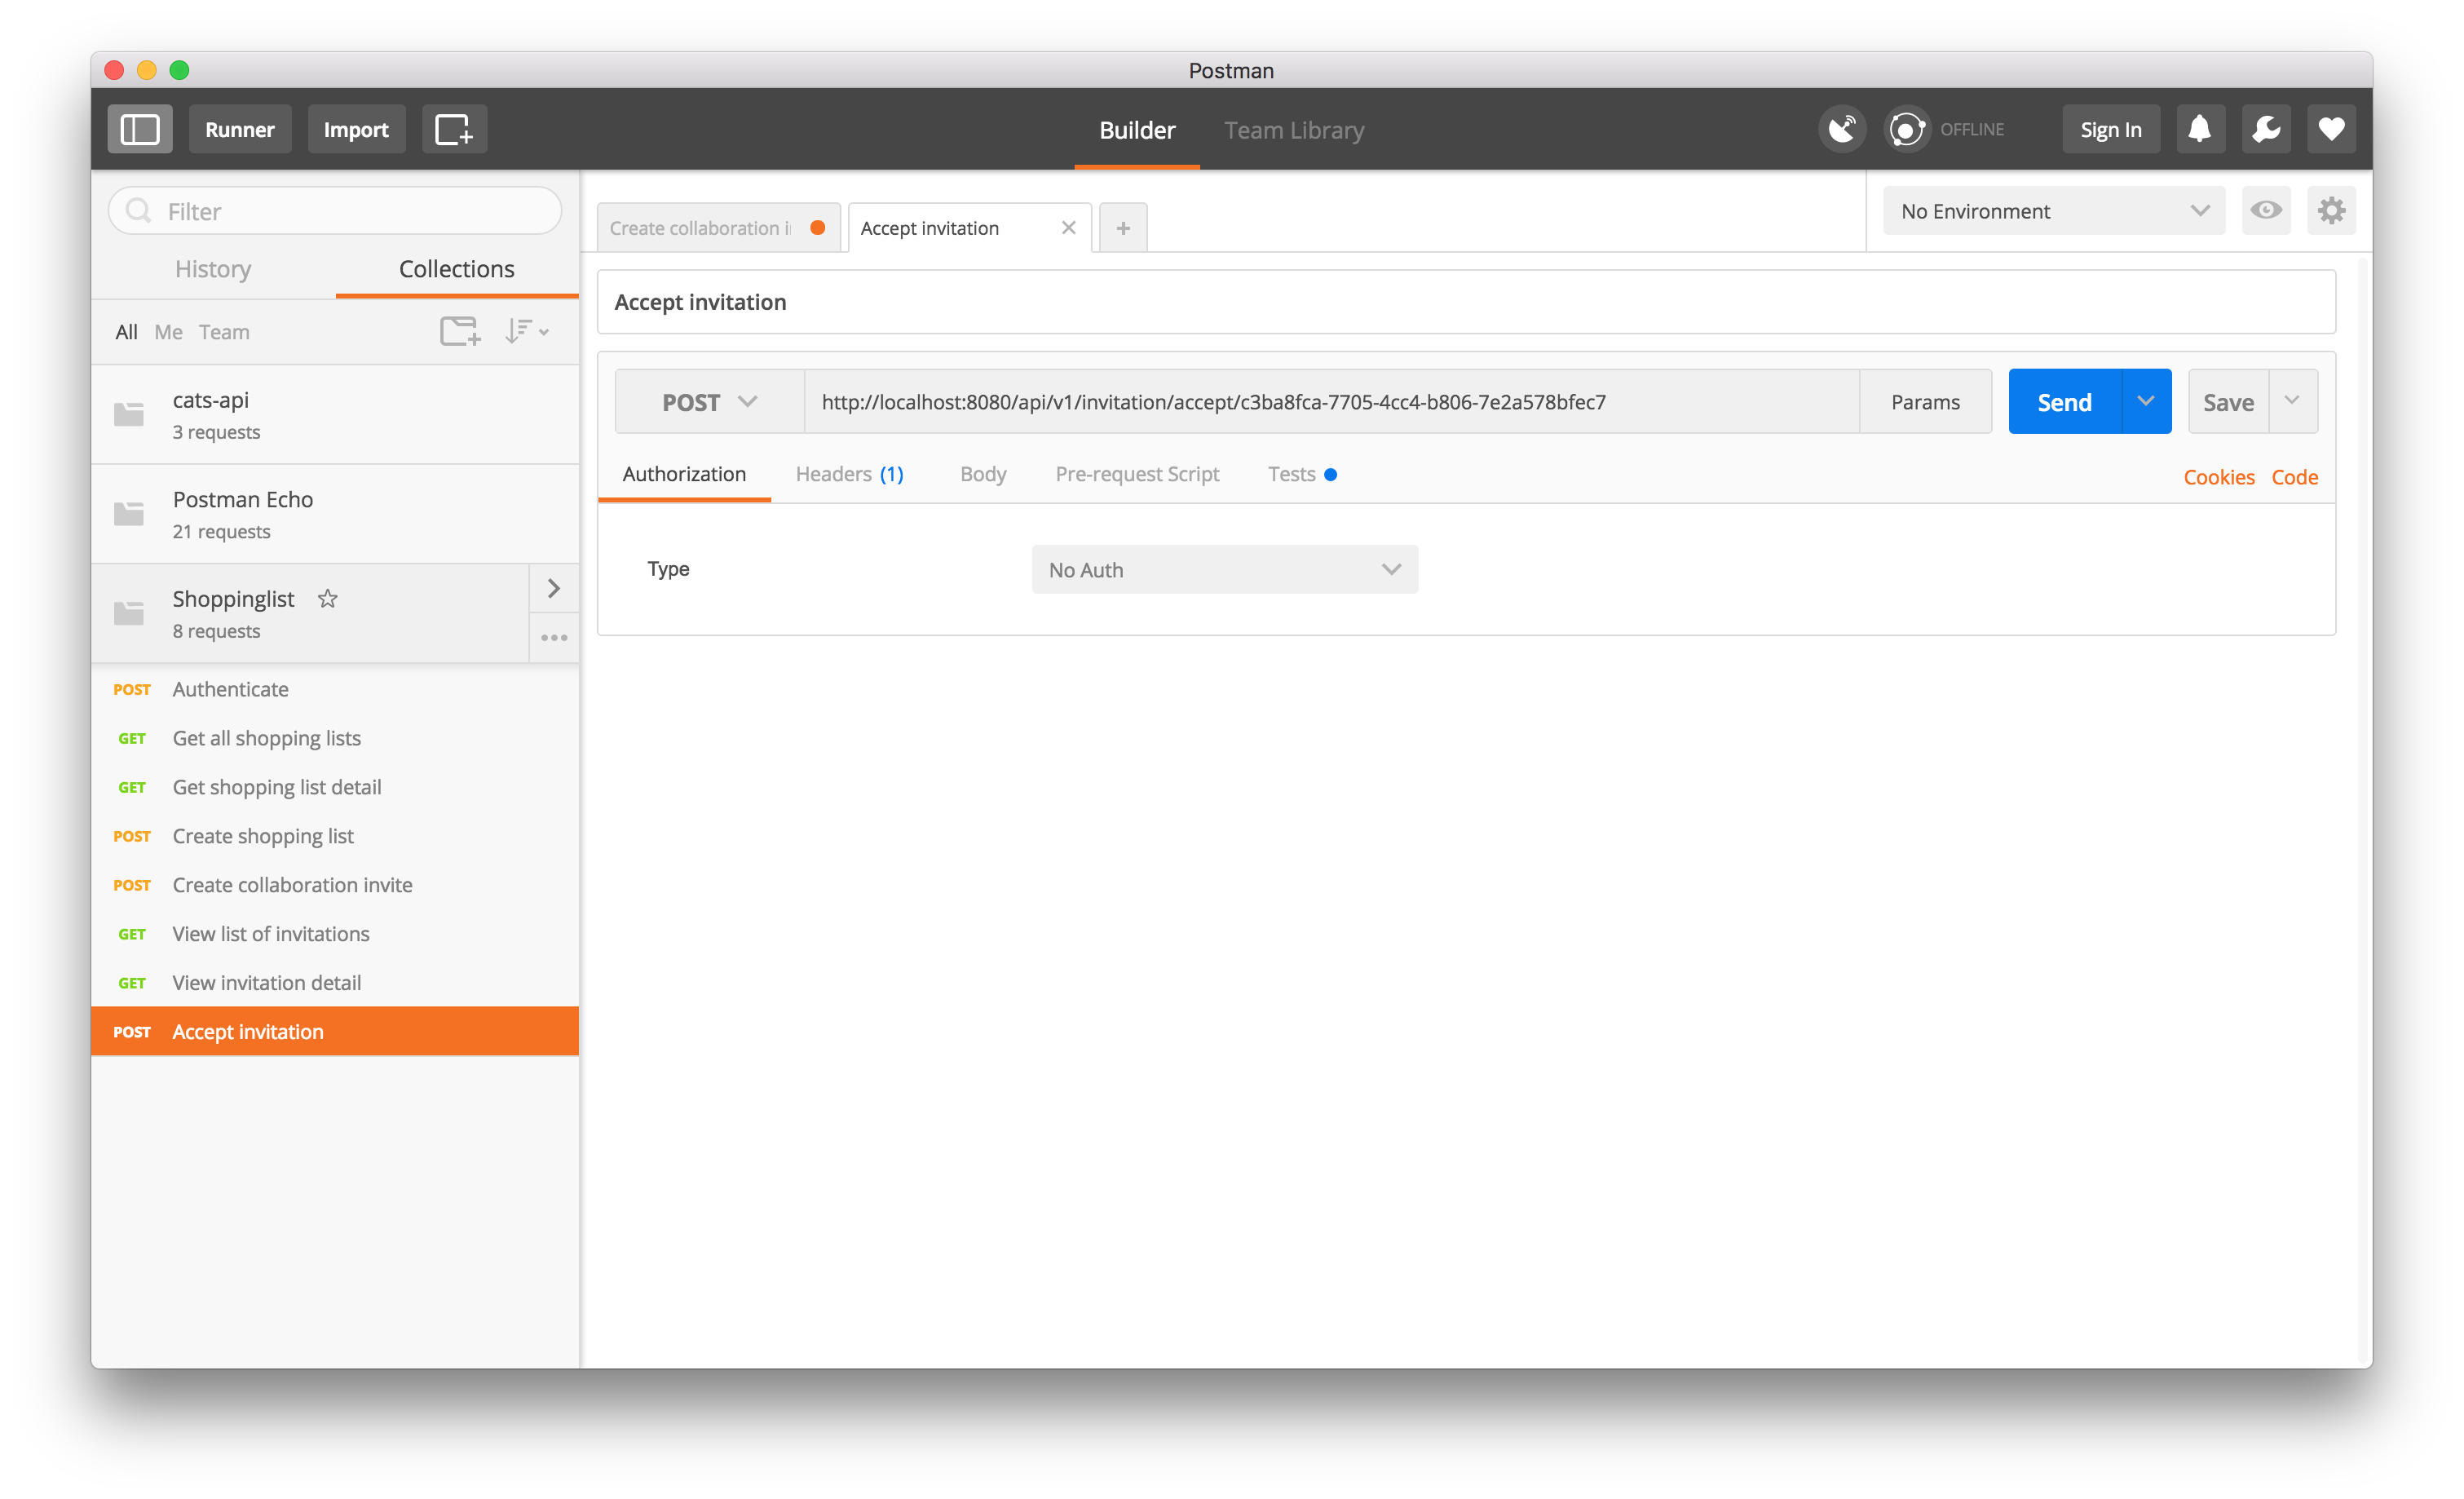 Postman
Runner
Import
Builder
Team Library
OFFLINE
Sign In
Filter
History
Collections
All Me Team
cats-api
3 requests
Postman Echo
21 requests
Shoppinglist
8 requests
POST Authenticate
GET Get all shopping lists
GET Get shopping list detail
POST Create shopping list
POST Create collaboration invite
GET View list of invitations
GET View invitation detail
POST Accept invitation
Create collaboration i
Accept invitation
No Environment
Accept invitation
POST http://localhost:8080/api/v1/invitation/accept/c3ba8fca-7705-4cc4-b806-7e2a578bfec7 Params Send Save
Authorization Headers (1) Body Pre-request Script Tests Cookies Code
Type No Auth